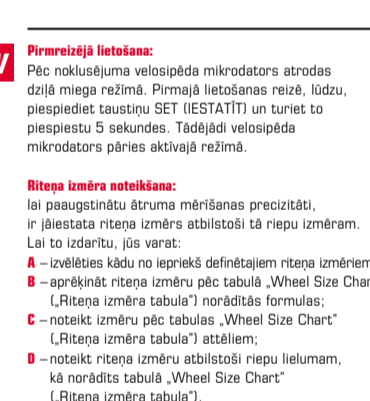 Pirmreizējā lietošana:
Pēc noklusējuma velosipēda mikrodators atrodas
dziļā miega režīmā. Pirmajā lietošanas reizē, lūdzu,
piespiediet taustiņu SET (IESTATĪT) un turiet to
piespiestu 5 sekundes. Tādējādi velosipēda
mikrodators pāries aktīvajā režīmā.
Riteņa izmēra noteikšana:
lai paaugstinātu ātruma mērīšanas precizitāti,
ir jāiestata riteņa izmērs atbilstoši tā riepu izmēram.
Lai to izdarītu, jūs varat:
A – izvēlēties kādu no iepriekš definētajiem riteņa izmēriem
B – aprēķināt riteņa izmēru pēc tabulā „Wheel Size Char
(„Riteņa izmēra tabula") norādītās formulas;
C – noteikt izmēru pēc tabulas „Wheel Size Chart"
(„Riteņa izmēra tabula") attēliem;
D – noteikt riteņa izmēru atbilstoši riepu lielumam,
kā norādīts tabulā „Wheel Size Chart"
(„Riteņa izmēra tabula").